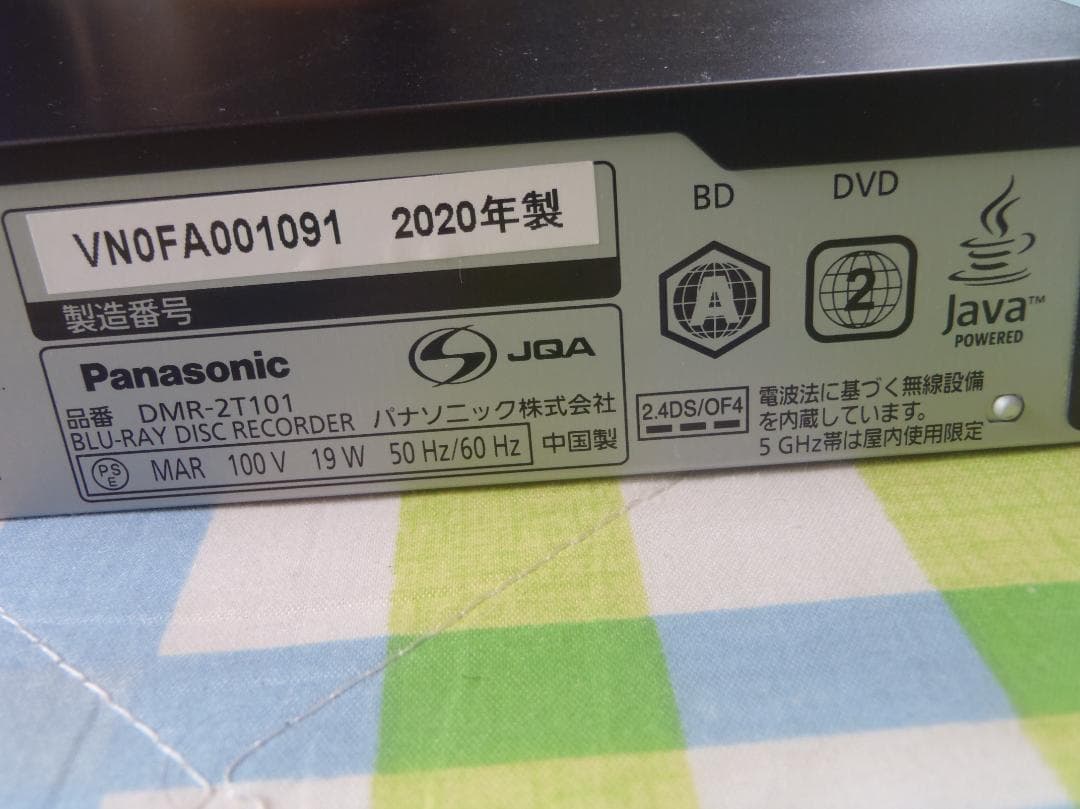 VN0FA001091 2020年製
製造番号
Panasonic JQA
品番 DMR-2T101
BLU-RAY DISC RECORDER パナソニック株式会社
PSE MAR 100 V 19 W 50 Hz/60 Hz 中国製
BD DVD
A 2
Java™
POWERED
2.4DS/OF4
電波法に基づく無線設備
を内蔵しています。
5 GHz帯は屋内使用限定